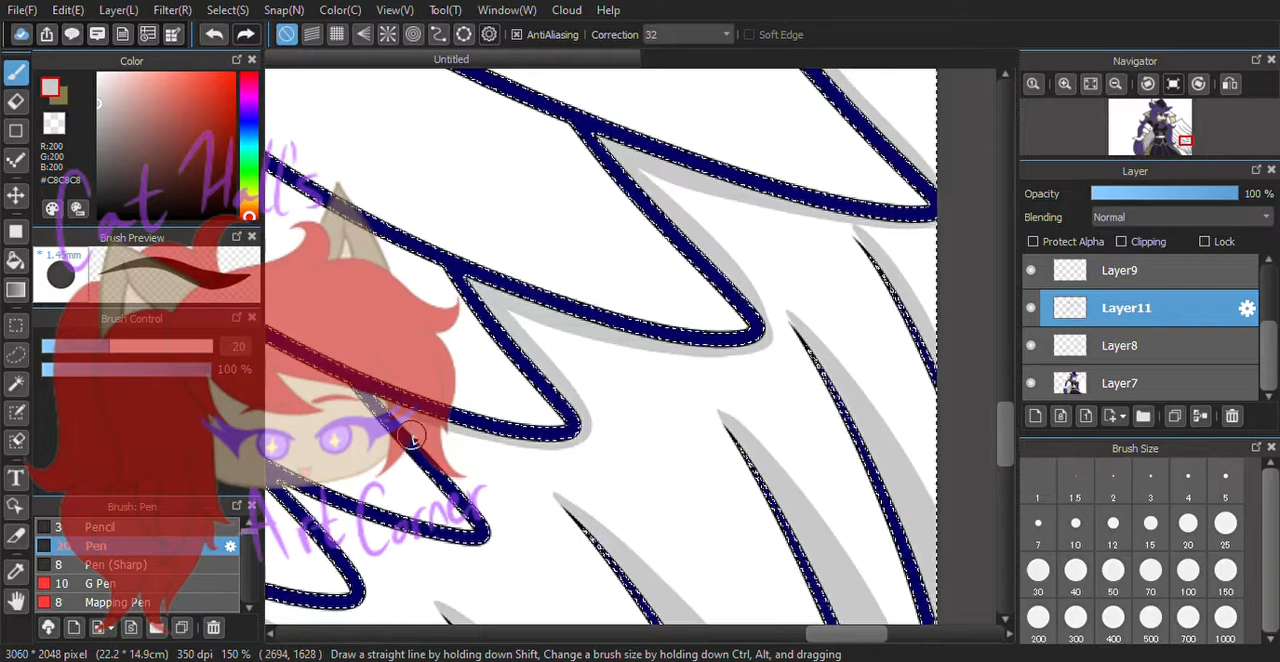 File(F) Edit(E) Layer(L) Filter(R) Select(S) Snap(N) Color(C) View(V) Tool(T) Window(W) Cloud Help
AntiAliasing Correction 32 Soft Edge
Color
Untitled
Navigator
R:200
G:200
B:200
#C8C8C8
Cat Hall's
Art Corner
Brush Preview
* 1.45mm
Brush Control
20
100 %
Brush: Pen
3 Pencil
20 Pen
8 Pen (Sharp)
10 G Pen
8 Mapping Pen
Layer
Opacity 100 %
Blending Normal
Protect Alpha Clipping Lock
Layer9
Layer11
Layer8
Layer7
Brush Size
1 1.5 2 3 4 5
7 10 12 15 20 25
30 40 50 70 100 150
200 300 400 500 700 1000
3060 * 2048 pixel (22.2 * 14.9cm) 350 dpi 150 % ( 2694, 1628 ) Draw a straight line by holding down Shift, Change a brush size by holding down Ctrl, Alt, and dragging